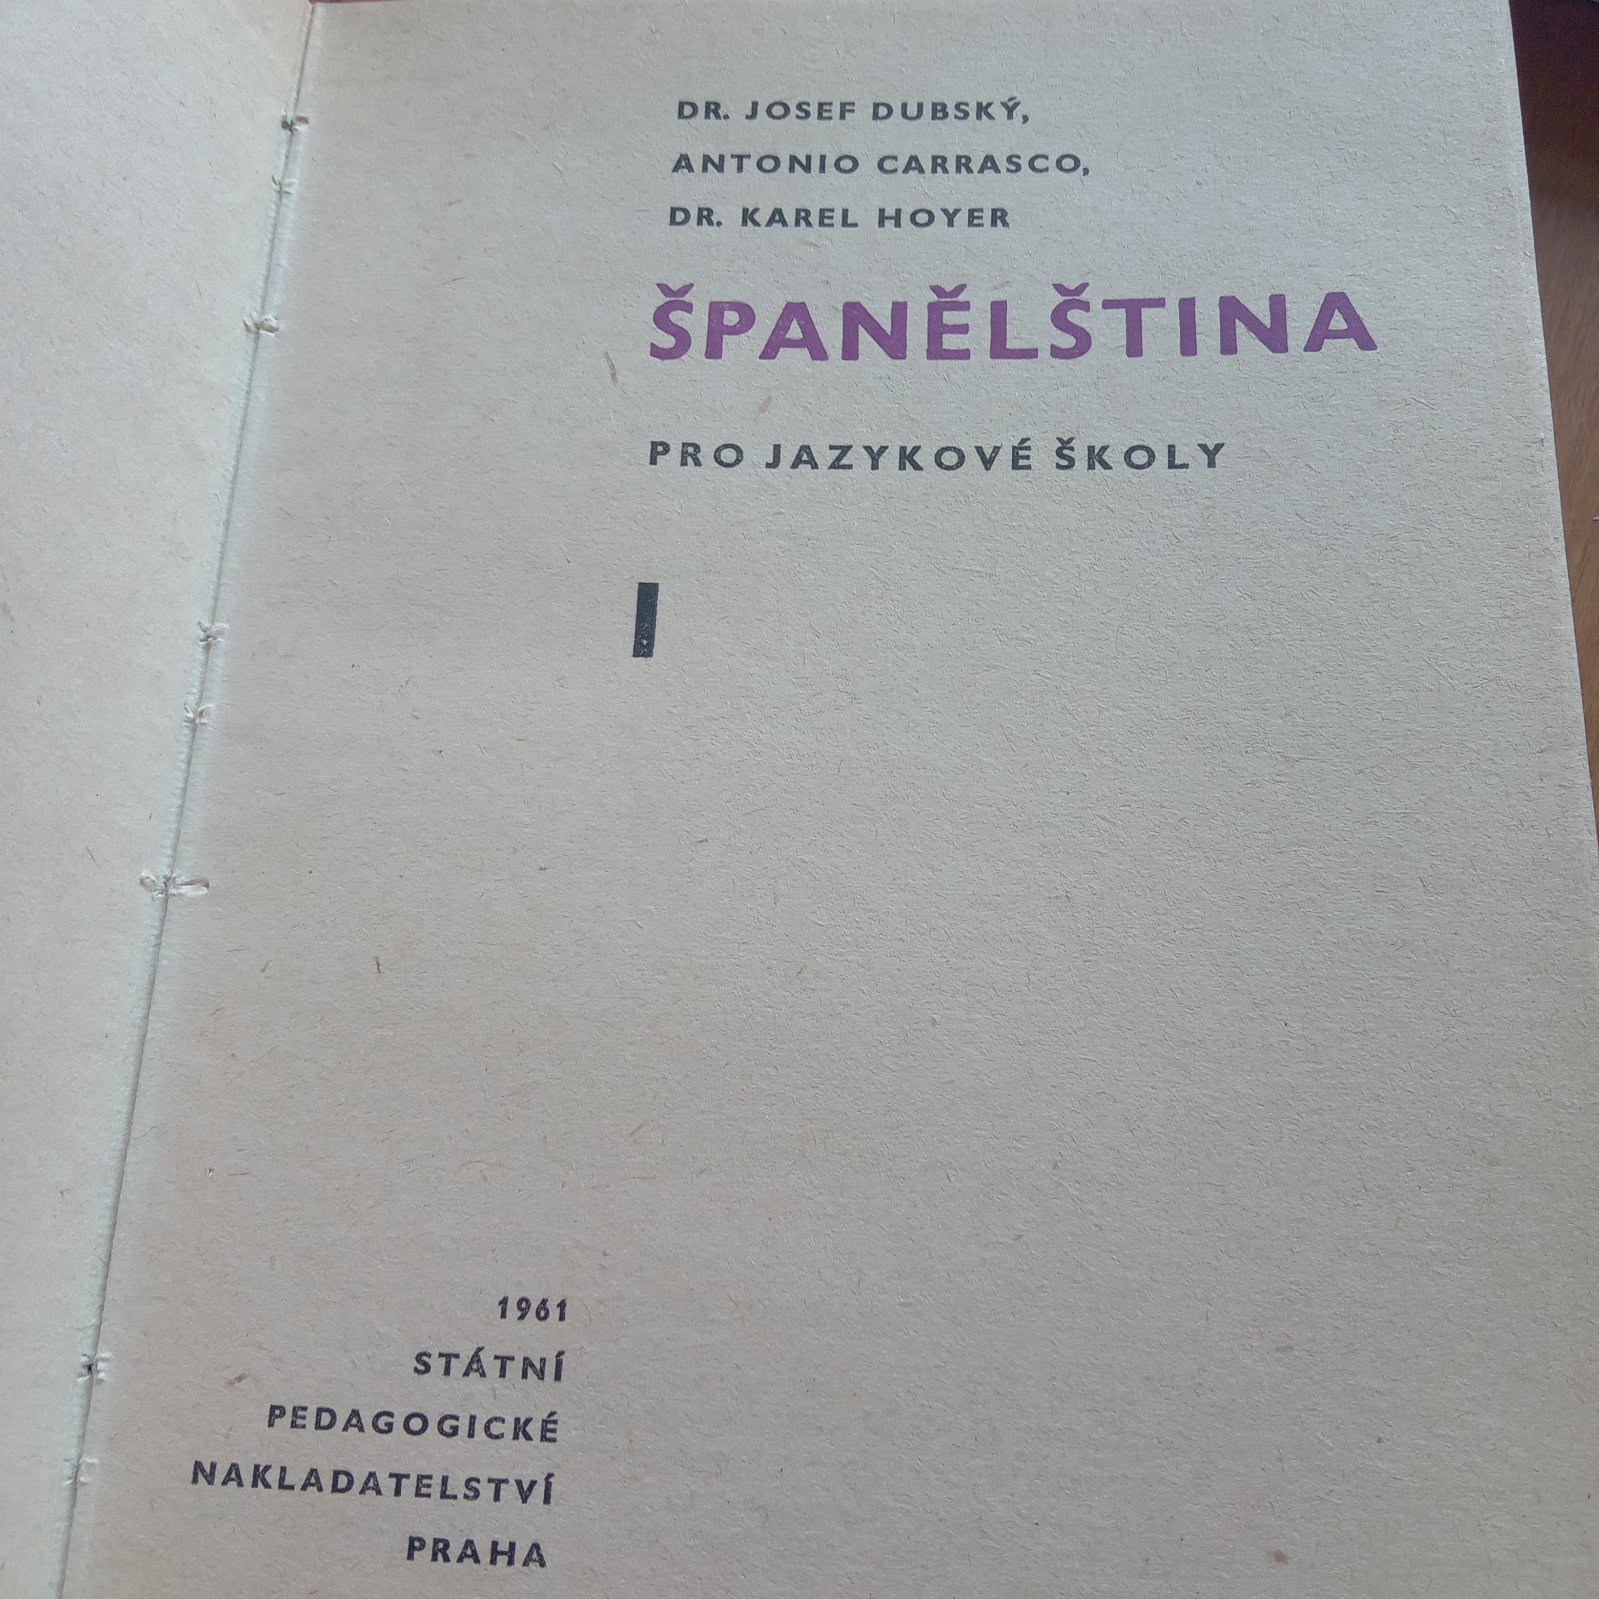 DR. JOSEF DUBSKÝ,
ANTONIO CARRASCO,
DR. KAREL HOYER
ŠPANĚLŠTINA
PRO JAZYKOVÉ ŠKOLY
I
1961
STÁTNÍ
PEDAGOGICKÉ
NAKLADATELSTVÍ
PRAHA